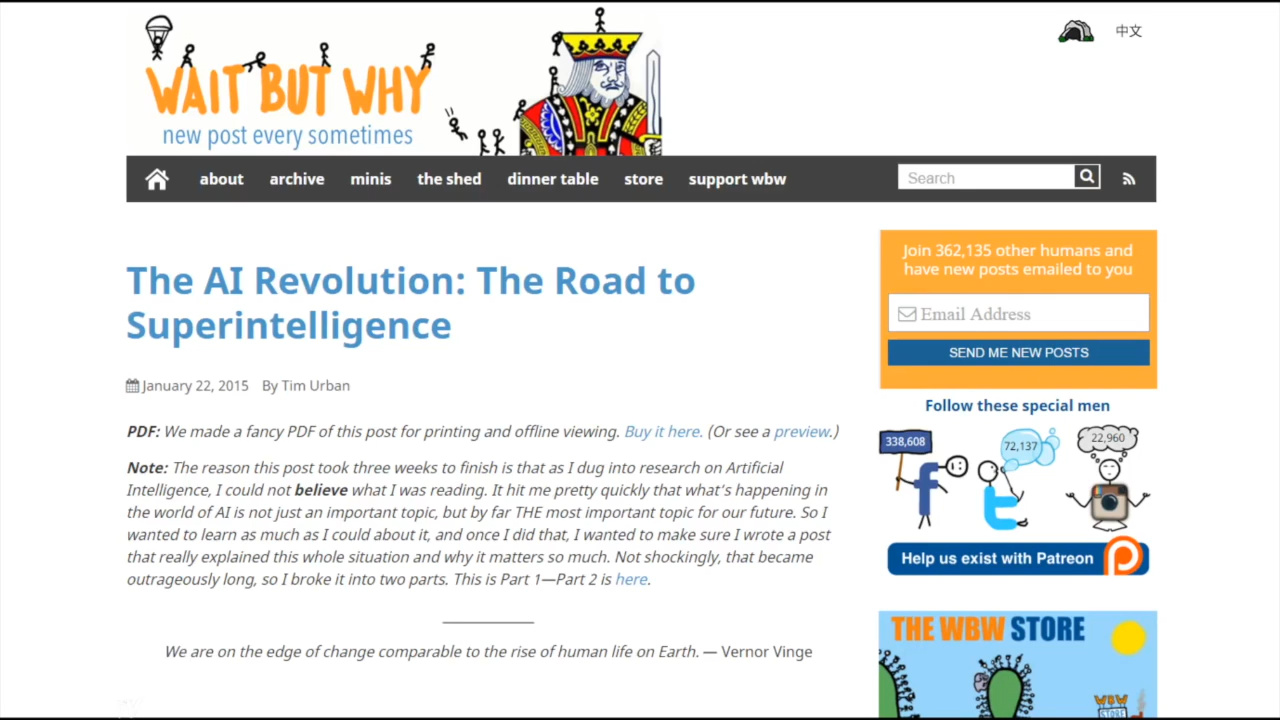 WAIT BUT WHY
new post every sometimes
中文
about archive minis the shed dinner table store support wbw
Search
The AI Revolution: The Road to
Superintelligence
January 22, 2015 By Tim Urban
PDF: We made a fancy PDF of this post for printing and offline viewing. Buy it here. (Or see a preview.)
Note: The reason this post took three weeks to finish is that as I dug into research on Artificial
Intelligence, I could not believe what I was reading. It hit me pretty quickly that what's happening in
the world of AI is not just an important topic, but by far THE most important topic for our future. So I
wanted to learn as much as I could about it, and once I did that, I wanted to make sure I wrote a post
that really explained this whole situation and why it matters so much. Not shockingly, that became
outrageously long, so I broke it into two parts. This is Part 1—Part 2 is here.
We are on the edge of change comparable to the rise of human life on Earth. — Vernor Vinge
Join 362,135 other humans and
have new posts emailed to you
Email Address
SEND ME NEW POSTS
Follow these special men
338,608
72,137
22,960
Help us exist with Patreon
THE WBW STORE
WBW
STORE